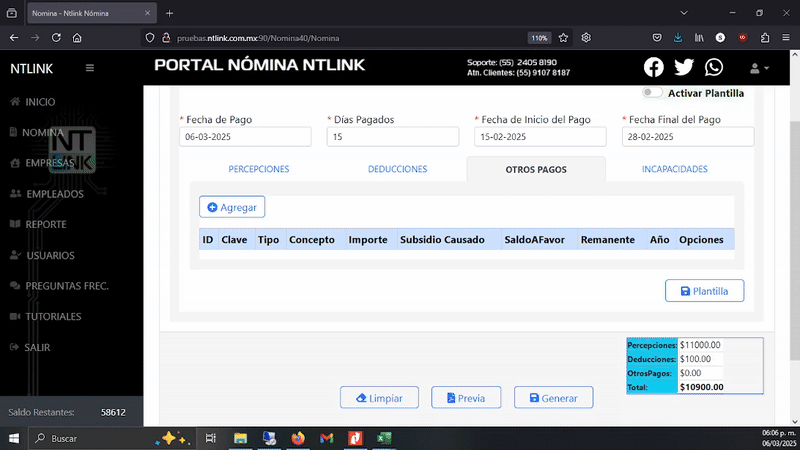 Nomina - Ntlink Nómina
pruebas.ntlink.com.mx:90/Nomina40/Nomina
110%
NTLINK
PORTAL NÓMINA NTLINK
Soporte: (55) 2405 8190
Atn. Clientes: (55) 9107 8187
INICIO
NOMINA
EMPRESAS
EMPLEADOS
REPORTE
USUARIOS
PREGUNTAS FREC.
TUTORIALES
SALIR
NT
LINK
Saldo Restantes: 58612
Activar Plantilla
* Fecha de Pago * Días Pagados * Fecha de Inicio del Pago * Fecha Final del Pago
06-03-2025 15 15-02-2025 28-02-2025
PERCEPCIONES DEDUCCIONES OTROS PAGOS INCAPACIDADES
Agregar
ID Clave Tipo Concepto Importe Subsidio Causado SaldoAFavor Remanente Año Opciones
Plantilla
Percepciones: $11000.00
Deducciones: $100.00
OtrosPagos: $0.00
Total: $10900.00
Limpiar Previa Generar
Buscar
06:06 p. m.
06/03/2025